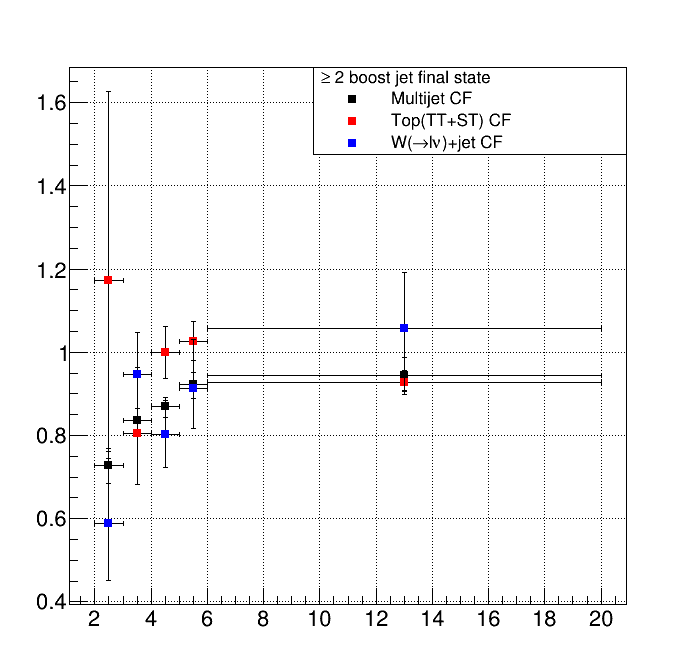 ≥ 2 boost jet final state
Multijet CF
Top(TT+ST) CF
W(→lν)+jet CF
1.6
1.4
1.2
1
0.8
0.6
0.4
2 4 6 8 10 12 14 16 18 20